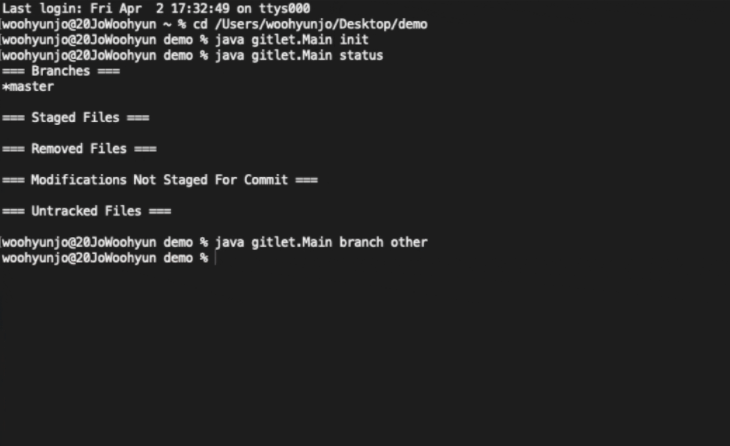 Last login: Fri Apr  2 17:32:49 on ttys000
[woohyunjo@20JoWoohyun ~ % cd /Users/woohyunjo/Desktop/demo
[woohyunjo@20JoWoohyun demo % java gitlet.Main init
[woohyunjo@20JoWoohyun demo % java gitlet.Main status
=== Branches ===
*master
=== Staged Files ===
=== Removed Files ===
=== Modifications Not Staged For Commit ===
=== Untracked Files ===
[woohyunjo@20JoWoohyun demo % java gitlet.Main branch other
woohyunjo@20JoWoohyun demo %